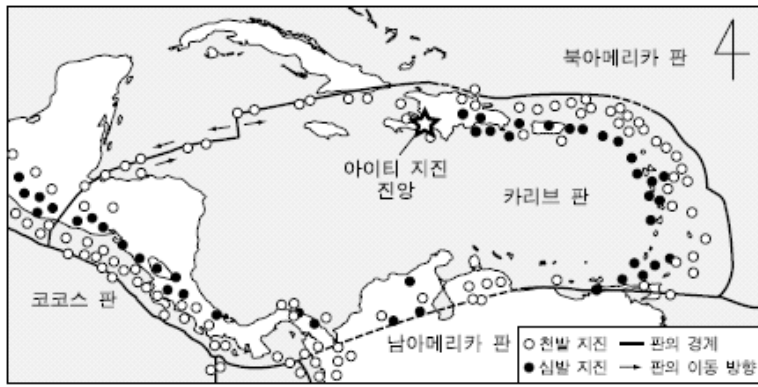 북아메리카 판
아이티 지진
진앙
카리브 판
코코스 판
남아메리카 판
천발 지진 판의 경계
심발 지진 판의 이동 방향